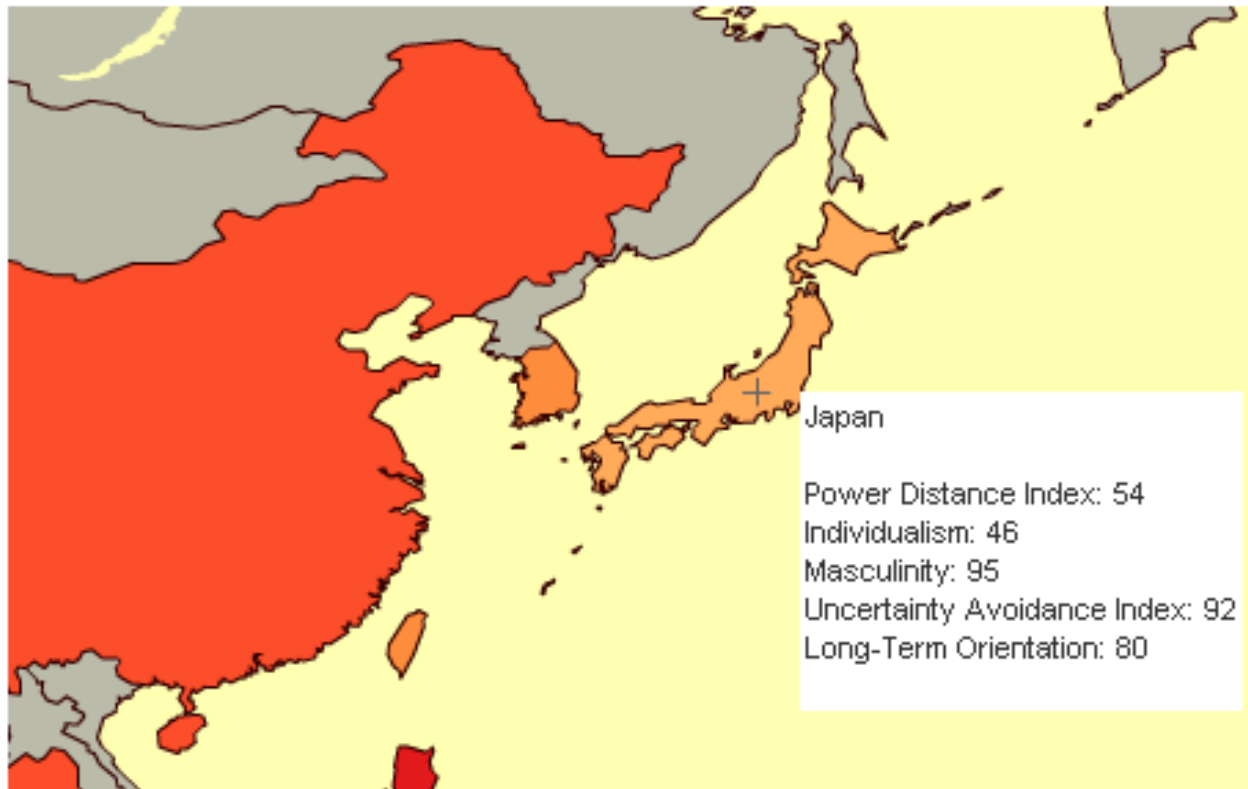 Japan
Power Distance Index: 54
Individualism: 46
Masculinity: 95
Uncertainty Avoidance Index: 92
Long-Term Orientation: 80